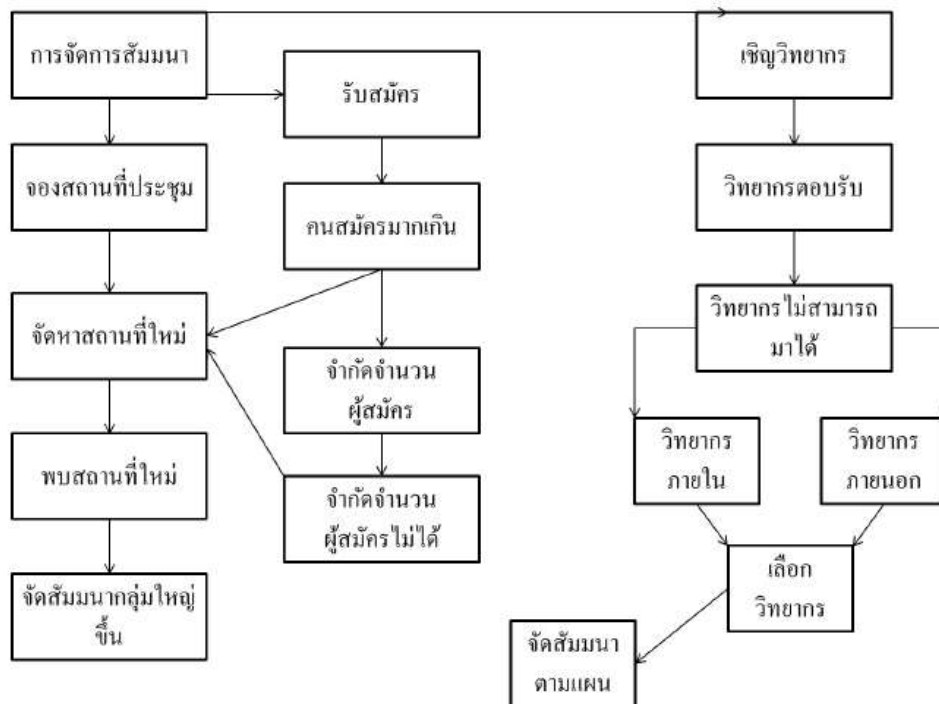 การจัดการสัมมนา
จองสถานที่ประชุม
จัดหาสถานที่ใหม่
พบสถานที่ใหม่
จัดสัมมนากลุ่มใหญ่
ขึ้น
รับสมัคร
คนสมัครมากเกิน
จำกัดจำนวน
ผู้สมัคร
จำกัดจำนวน
ผู้สมัครไม่ได้
เชิญวิทยากร
วิทยากรตอบรับ
วิทยากรไม่สามารถ
มาได้
วิทยากร
ภายใน
วิทยากร
ภายนอก
เลือก
วิทยากร
จัดสัมมนา
ตามแผน